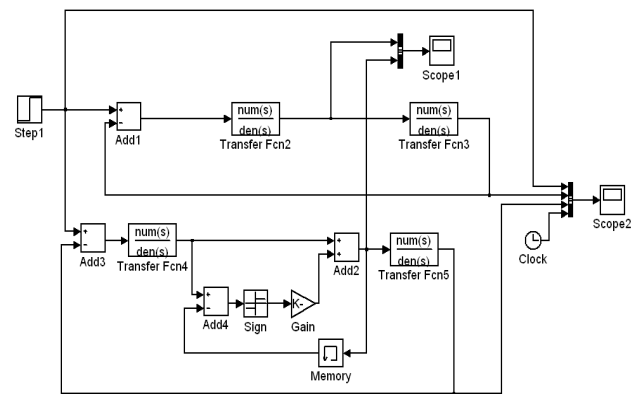 Scope1
Step1
+
−
Add1
num(s)
den(s)
Transfer Fcn2
num(s)
den(s)
Transfer Fcn3
Scope2
Clock
+
−
Add3
num(s)
den(s)
Transfer Fcn4
+
+
Add2
num(s)
den(s)
Transfer Fcn5
+
−
Add4
Sign
K-
Gain
Memory